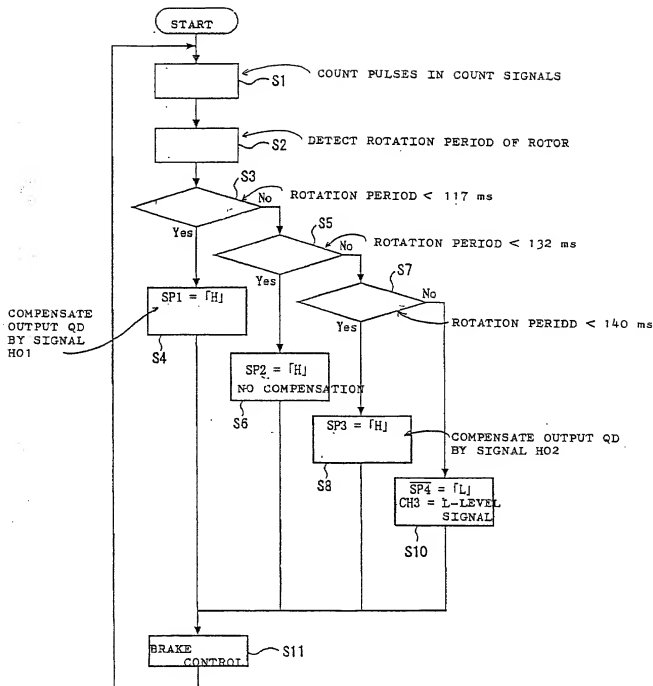 START
S1
COUNT PULSES IN COUNT SIGNALS
S2
DETECT ROTATION PERIOD OF ROTOR
S3
No
ROTATION PERIOD < 117 ms
Yes
S5
No
ROTATION PERIOD < 132 ms
Yes
S7
No
ROTATION PERIDD < 140 ms
Yes
COMPENSATE
OUTPUT QD
BY SIGNAL
HO1
SP1 = 「H」
S4
SP2 = 「H」
NO COMPENSATION
S6
SP3 = 「H」
S8
COMPENSATE OUTPUT QD
BY SIGNAL HO2
S̅P̅4̅ = 「L」
CH3 = L-LEVEL
SIGNAL
S10
BRAKE
CONTROL
S11